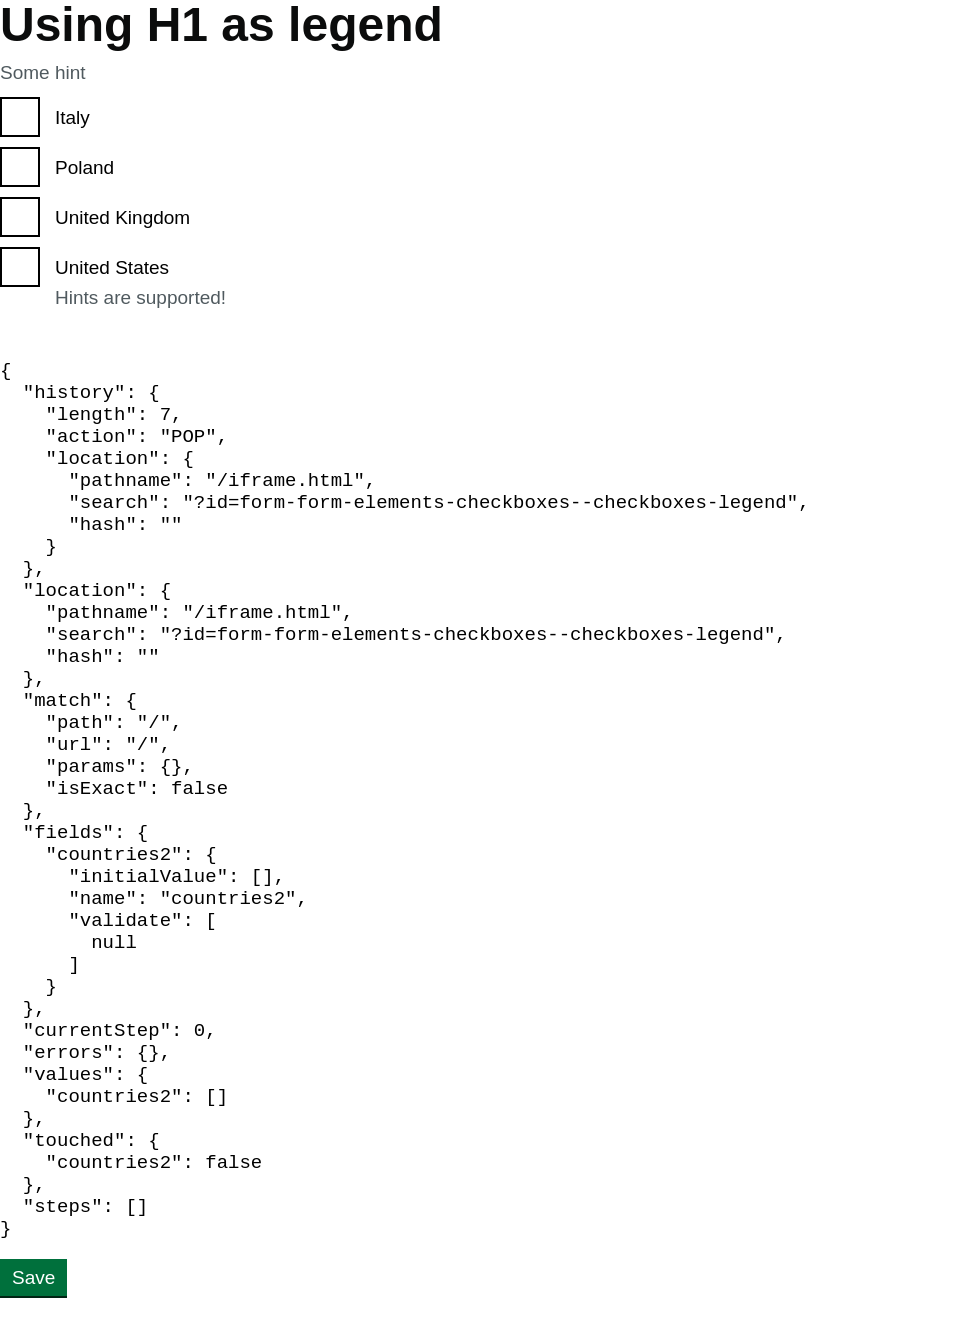 Using H1 as legend
Some hint
Italy
Poland
United Kingdom
United States
Hints are supported!
{
  "history": {
    "length": 7,
    "action": "POP",
    "location": {
      "pathname": "/iframe.html",
      "search": "?id=form-form-elements-checkboxes--checkboxes-legend",
      "hash": ""
    }
  },
  "location": {
    "pathname": "/iframe.html",
    "search": "?id=form-form-elements-checkboxes--checkboxes-legend",
    "hash": ""
  },
  "match": {
    "path": "/",
    "url": "/",
    "params": {},
    "isExact": false
  },
  "fields": {
    "countries2": {
      "initialValue": [],
      "name": "countries2",
      "validate": [
        null
      ]
    }
  },
  "currentStep": 0,
  "errors": {},
  "values": {
    "countries2": []
  },
  "touched": {
    "countries2": false
  },
  "steps": []
}
Save